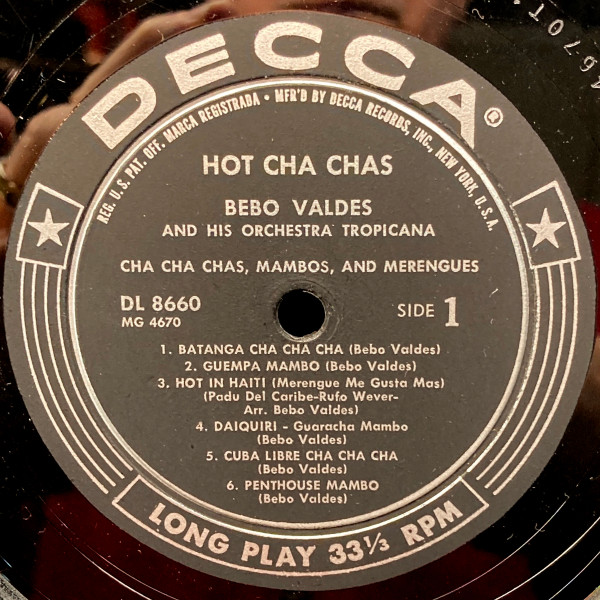 DECCA®
REG. U.S. PAT. OFF. MARCA REGISTRABA • MFR'D BY DECCA RECORDS, INC., NEW YORK, U.S.A.
HOT CHA CHAS
BEBO VALDES
AND HIS ORCHESTRA TROPICANA
CHA CHA CHAS, MAMBOS, AND MERENGUES
DL 8660
MG 4670
SIDE 1
1. BATANGA CHA CHA CHA (Bebo Valdes)
2. GUEMPA MAMBO (Bebo Valdes)
3. HOT IN HAITI (Merengue Me Gusta Mas)
(Padu Del Caribe-Rufo Wever-
Arr. Bebo Valdes)
4. DAIQUIRI - Guaracha Mambo
(Bebo Valdes)
5. CUBA LIBRE CHA CHA CHA
(Bebo Valdes)
6. PENTHOUSE MAMBO
(Bebo Valdes)
LONG PLAY 33⅓ RPM